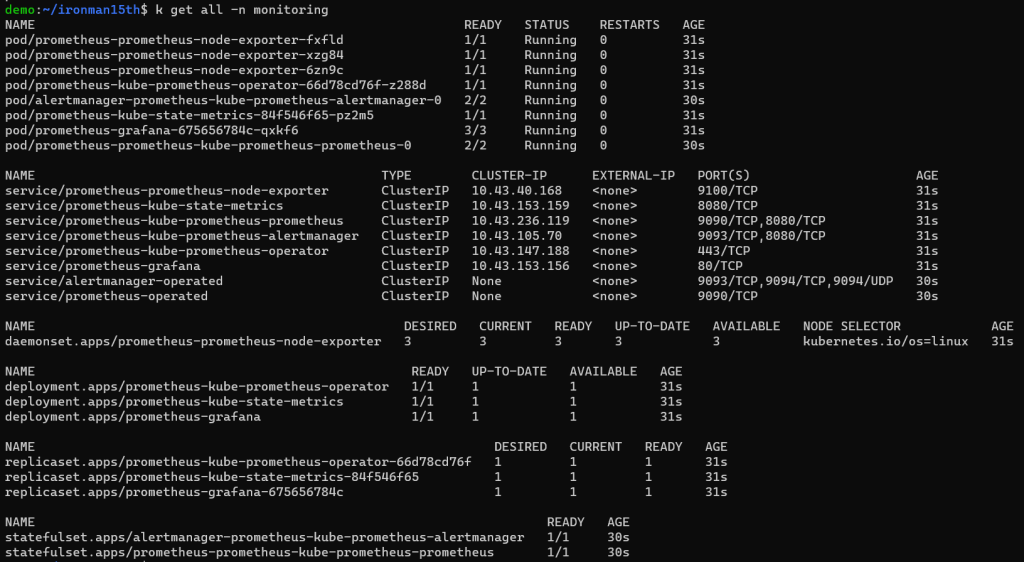 demo:~/ironman15th$ k get all -n monitoring
NAME READY STATUS RESTARTS AGE
pod/prometheus-prometheus-node-exporter-fxfld 1/1 Running 0 31s
pod/prometheus-prometheus-node-exporter-xzg84 1/1 Running 0 31s
pod/prometheus-prometheus-node-exporter-6zn9c 1/1 Running 0 31s
pod/prometheus-kube-prometheus-operator-66d78cd76f-z288d 1/1 Running 0 31s
pod/alertmanager-prometheus-kube-prometheus-alertmanager-0 2/2 Running 0 30s
pod/prometheus-kube-state-metrics-84f546f65-pz2m5 1/1 Running 0 31s
pod/prometheus-grafana-675656784c-qxkf6 3/3 Running 0 31s
pod/prometheus-prometheus-kube-prometheus-prometheus-0 2/2 Running 0 30s
NAME TYPE CLUSTER-IP EXTERNAL-IP PORT(S) AGE
service/prometheus-prometheus-node-exporter ClusterIP 10.43.40.168 <none> 9100/TCP 31s
service/prometheus-kube-state-metrics ClusterIP 10.43.153.159 <none> 8080/TCP 31s
service/prometheus-kube-prometheus-prometheus ClusterIP 10.43.236.119 <none> 9090/TCP,8080/TCP 31s
service/prometheus-kube-prometheus-alertmanager ClusterIP 10.43.105.70 <none> 9093/TCP,8080/TCP 31s
service/prometheus-kube-prometheus-operator ClusterIP 10.43.147.188 <none> 443/TCP 31s
service/prometheus-grafana ClusterIP 10.43.153.156 <none> 80/TCP 31s
service/alertmanager-operated ClusterIP None <none> 9093/TCP,9094/TCP,9094/UDP 30s
service/prometheus-operated ClusterIP None <none> 9090/TCP 30s
NAME DESIRED CURRENT READY UP-TO-DATE AVAILABLE NODE SELECTOR AGE
daemonset.apps/prometheus-prometheus-node-exporter 3 3 3 3 3 kubernetes.io/os=linux 31s
NAME READY UP-TO-DATE AVAILABLE AGE
deployment.apps/prometheus-kube-prometheus-operator 1/1 1 1 31s
deployment.apps/prometheus-kube-state-metrics 1/1 1 1 31s
deployment.apps/prometheus-grafana 1/1 1 1 31s
NAME DESIRED CURRENT READY AGE
replicaset.apps/prometheus-kube-prometheus-operator-66d78cd76f 1 1 1 31s
replicaset.apps/prometheus-kube-state-metrics-84f546f65 1 1 1 31s
replicaset.apps/prometheus-grafana-675656784c 1 1 1 31s
NAME READY AGE
statefulset.apps/alertmanager-prometheus-kube-prometheus-alertmanager 1/1 30s
statefulset.apps/prometheus-prometheus-kube-prometheus-prometheus 1/1 30s